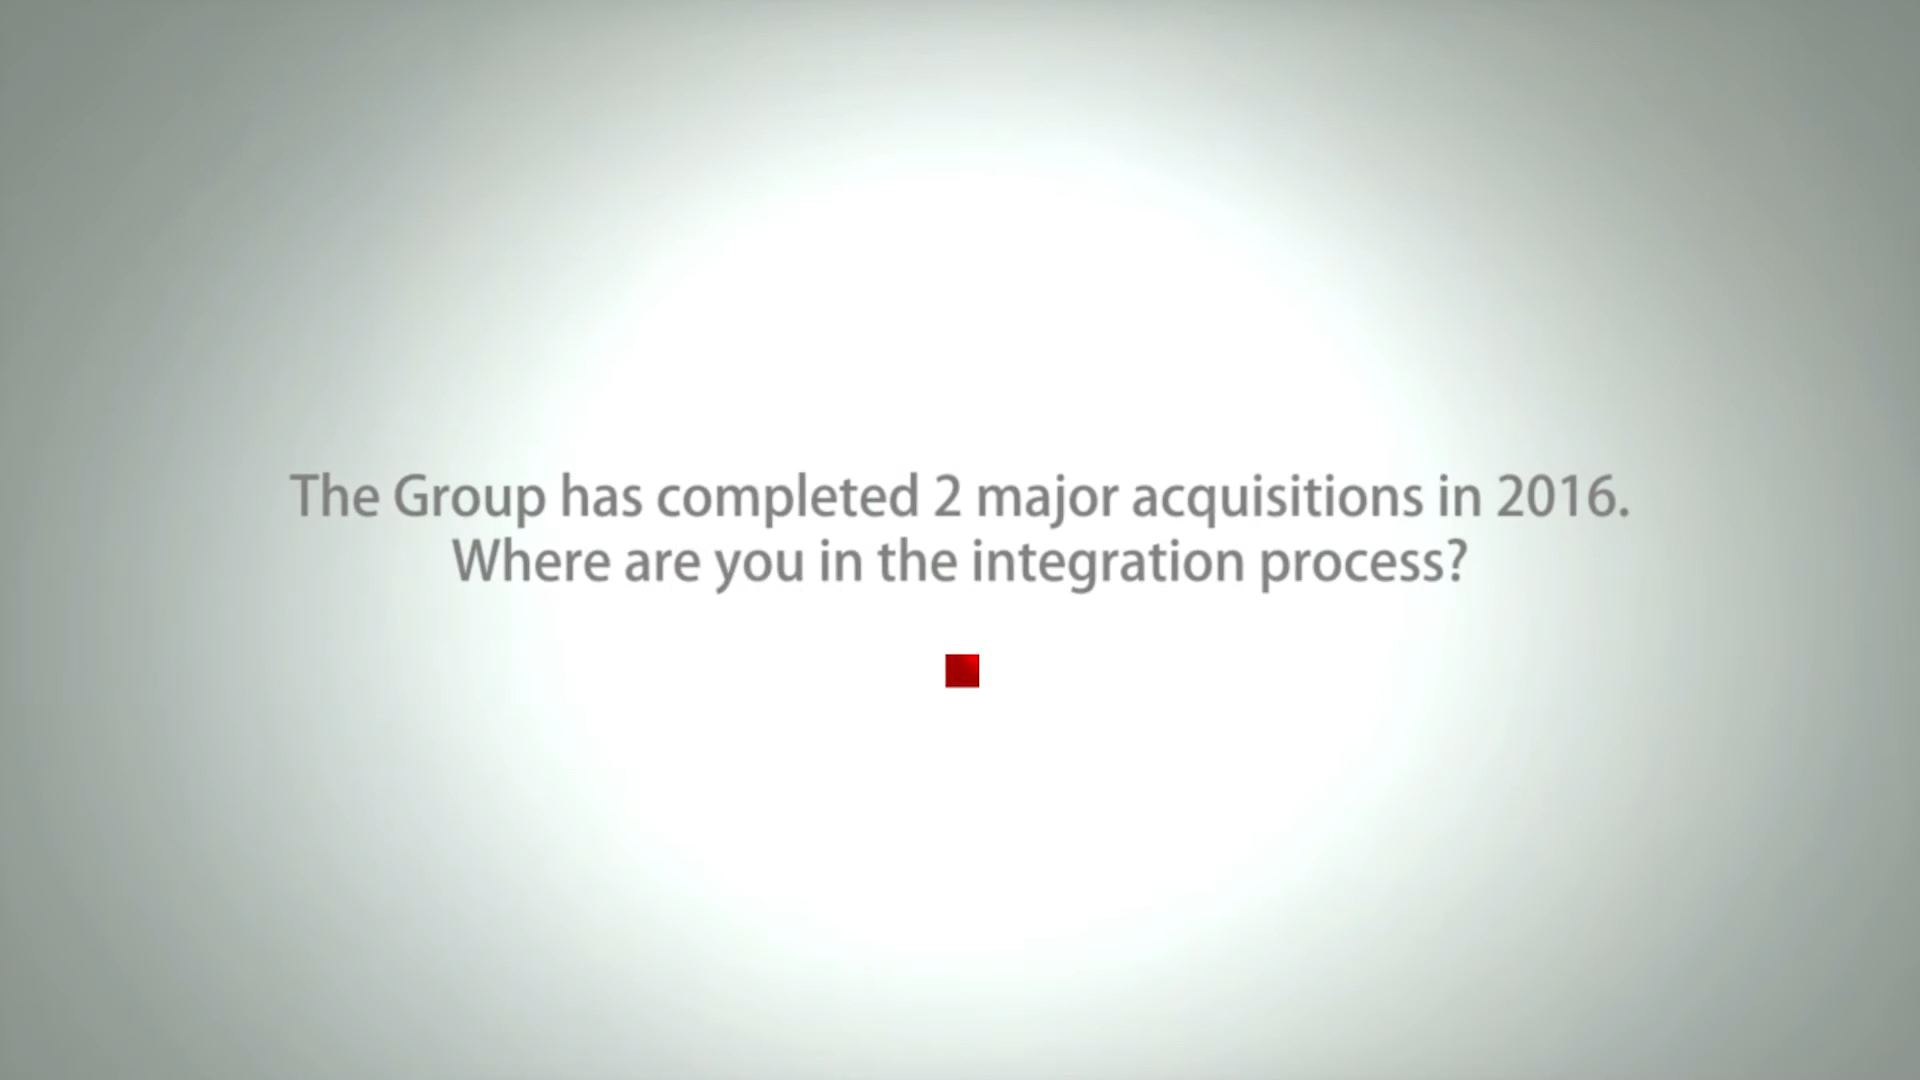 The Group has completed 2 major acquisitions in 2016.
Where are you in the integration process?